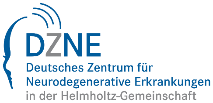 DZNE
Deutsches Zentrum für
Neurodegenerative Erkrankungen
in der Helmholtz-Gemeinschaft